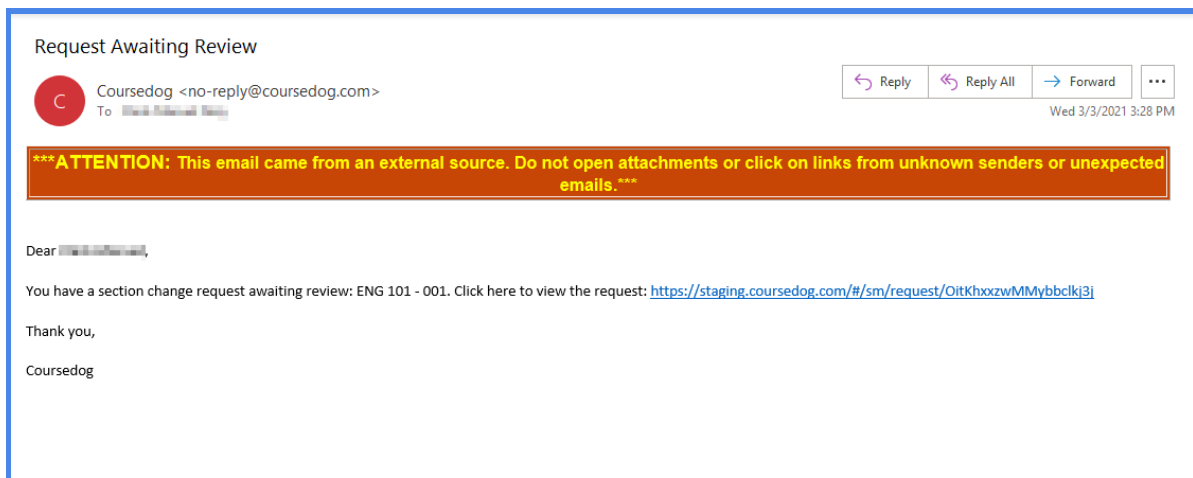 Request Awaiting Review
C
Coursedog <no-reply@coursedog.com>
To
Reply
Reply All
Forward
Wed 3/3/2021 3:28 PM
***ATTENTION: This email came from an external source. Do not open attachments or click on links from unknown senders or unexpected
emails.***
Dear ,
You have a section change request awaiting review: ENG 101 - 001. Click here to view the request: https://staging.coursedog.com/#/sm/request/OitKhxxzwMMybbclkj3j
Thank you,
Coursedog